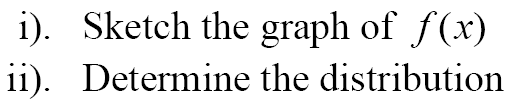 i). Sketch the graph of f(x)
ii). Determine the distribution